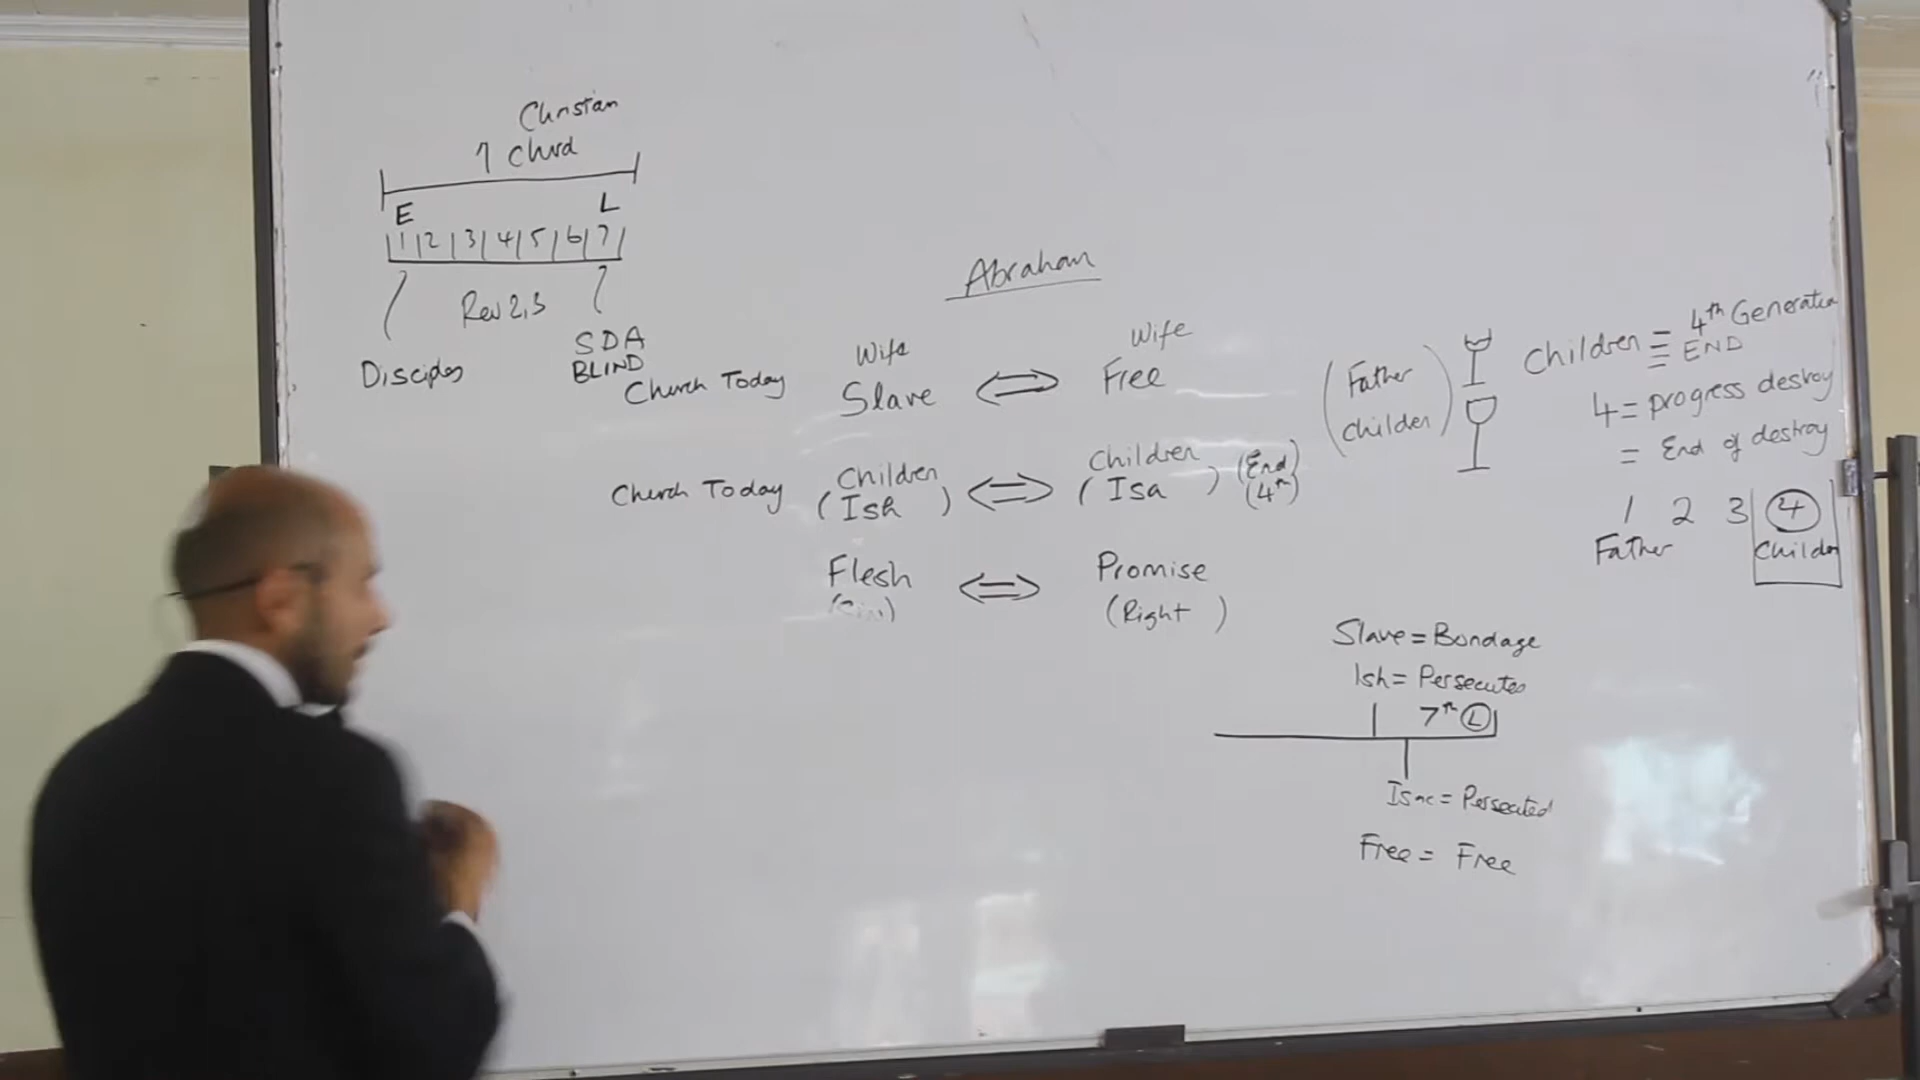 Christian
7 Chrd
E L
1 2 3 4 5 6 7
Rev 2,3
Disciples
SDA
BLIND
Abraham
Wife Wife
Church Today Slave ⇔ Free
Children Children
Church Today (Ish) ⇔ (Isa) (End)
(4th)
Flesh ⇔ Promise
(Right)
(Father
Children)
Children = 4th Generation
= END
4 = progress destroy
= End of destroy
1 2 3 4
Father Childn
Slave = Bondage
Ish = Persecutes
7th L
Isac = Persecuted
Free = Free